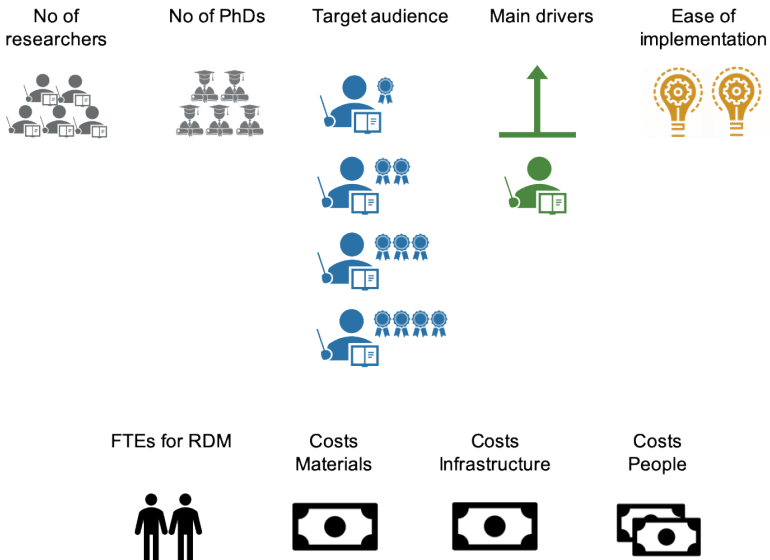 No of
researchers
No of PhDs
Target audience
Main drivers
Ease of
implementation
FTEs for RDM
Costs
Materials
Costs
Infrastructure
Costs
People